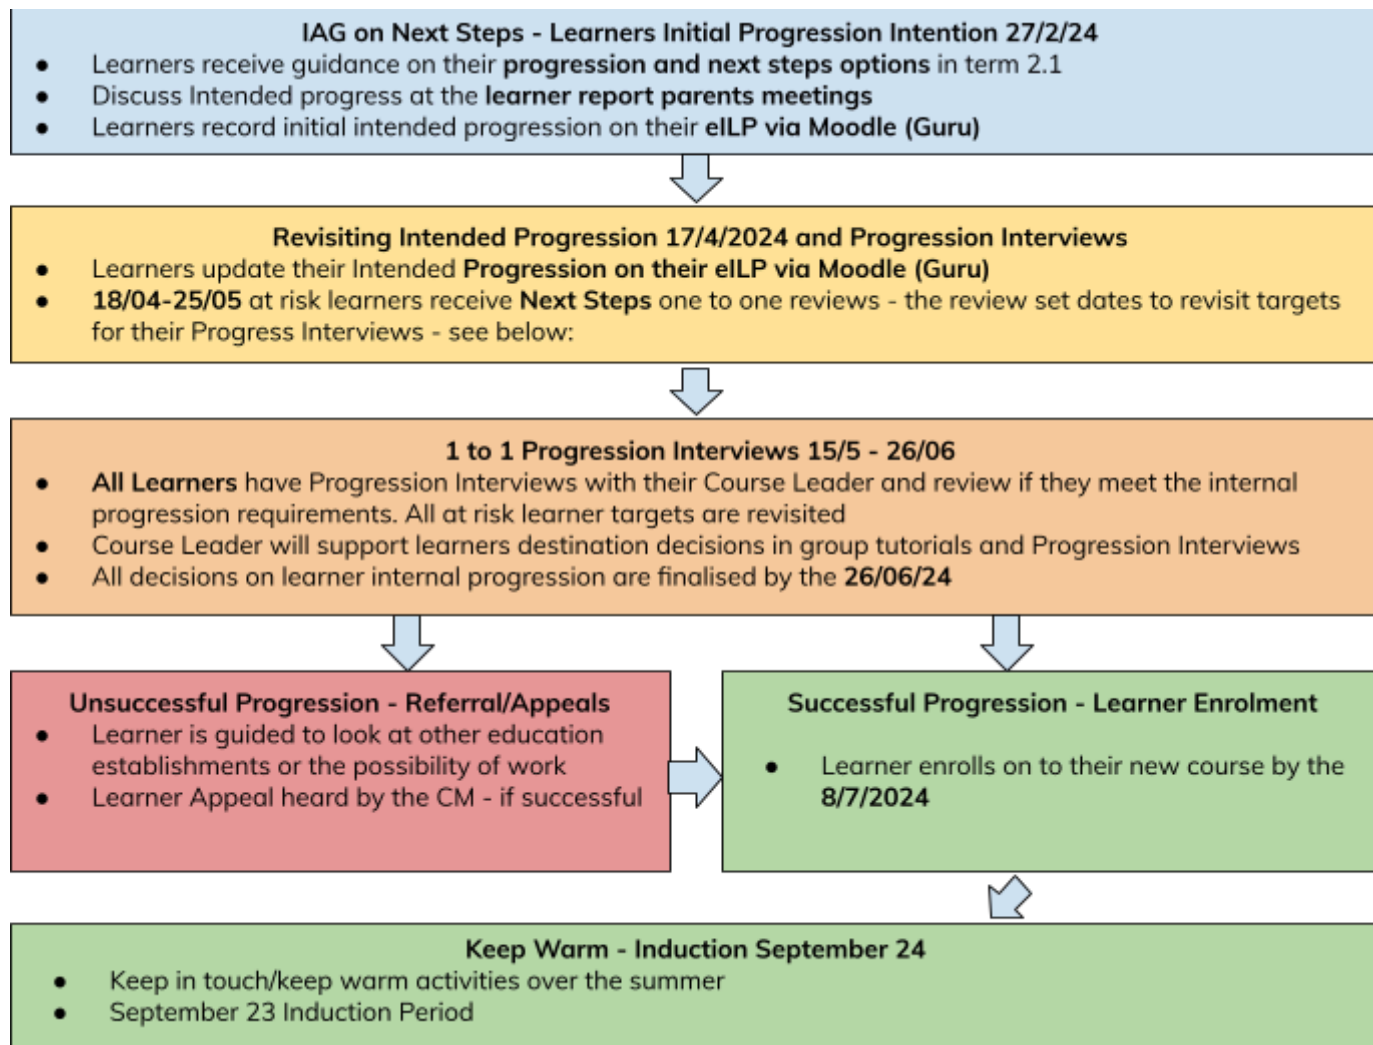 IAG on Next Steps - Learners Initial Progression Intention 27/2/24
● Learners receive guidance on their progression and next steps options in term 2.1
● Discuss Intended progress at the learner report parents meetings
● Learners record initial intended progression on their eILP via Moodle (Guru)
Revisiting Intended Progression 17/4/2024 and Progression Interviews
● Learners update their Intended Progression on their eILP via Moodle (Guru)
● 18/04-25/05 at risk learners receive Next Steps one to one reviews - the review set dates to revisit targets
for their Progress Interviews - see below:
1 to 1 Progression Interviews 15/5 - 26/06
● All Learners have Progression Interviews with their Course Leader and review if they meet the internal
progression requirements. All at risk learner targets are revisited
● Course Leader will support learners destination decisions in group tutorials and Progression Interviews
● All decisions on learner internal progression are finalised by the 26/06/24
Unsuccessful Progression - Referral/Appeals
● Learner is guided to look at other education
establishments or the possibility of work
● Learner Appeal heard by the CM - if successful
Successful Progression - Learner Enrolment
● Learner enrolls on to their new course by the
8/7/2024
Keep Warm - Induction September 24
● Keep in touch/keep warm activities over the summer
● September 23 Induction Period